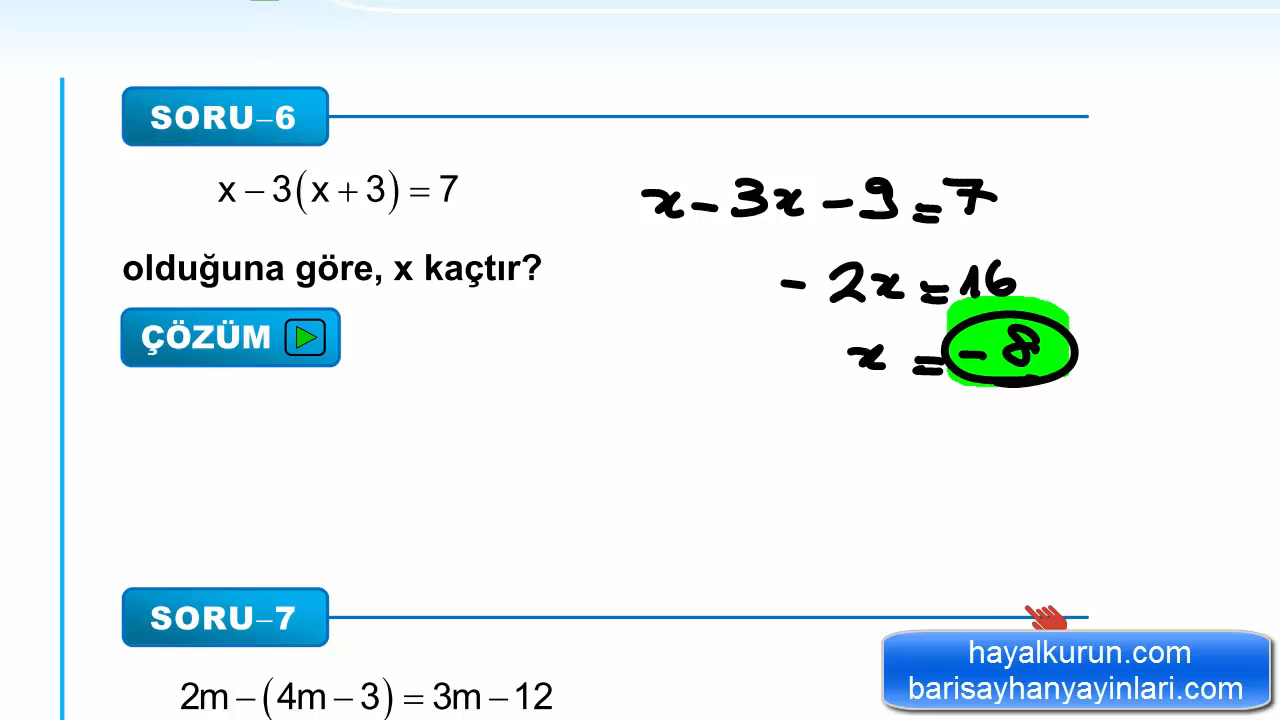 SORU–6
x – 3(x + 3) = 7
olduğuna göre, x kaçtır?
ÇÖZÜM
x - 3x - 9 = 7
- 2x = 16
x = - 8
SORU–7
2m – (4m – 3) = 3m – 12
hayalkurun.com
barisayhanyayinlari.com